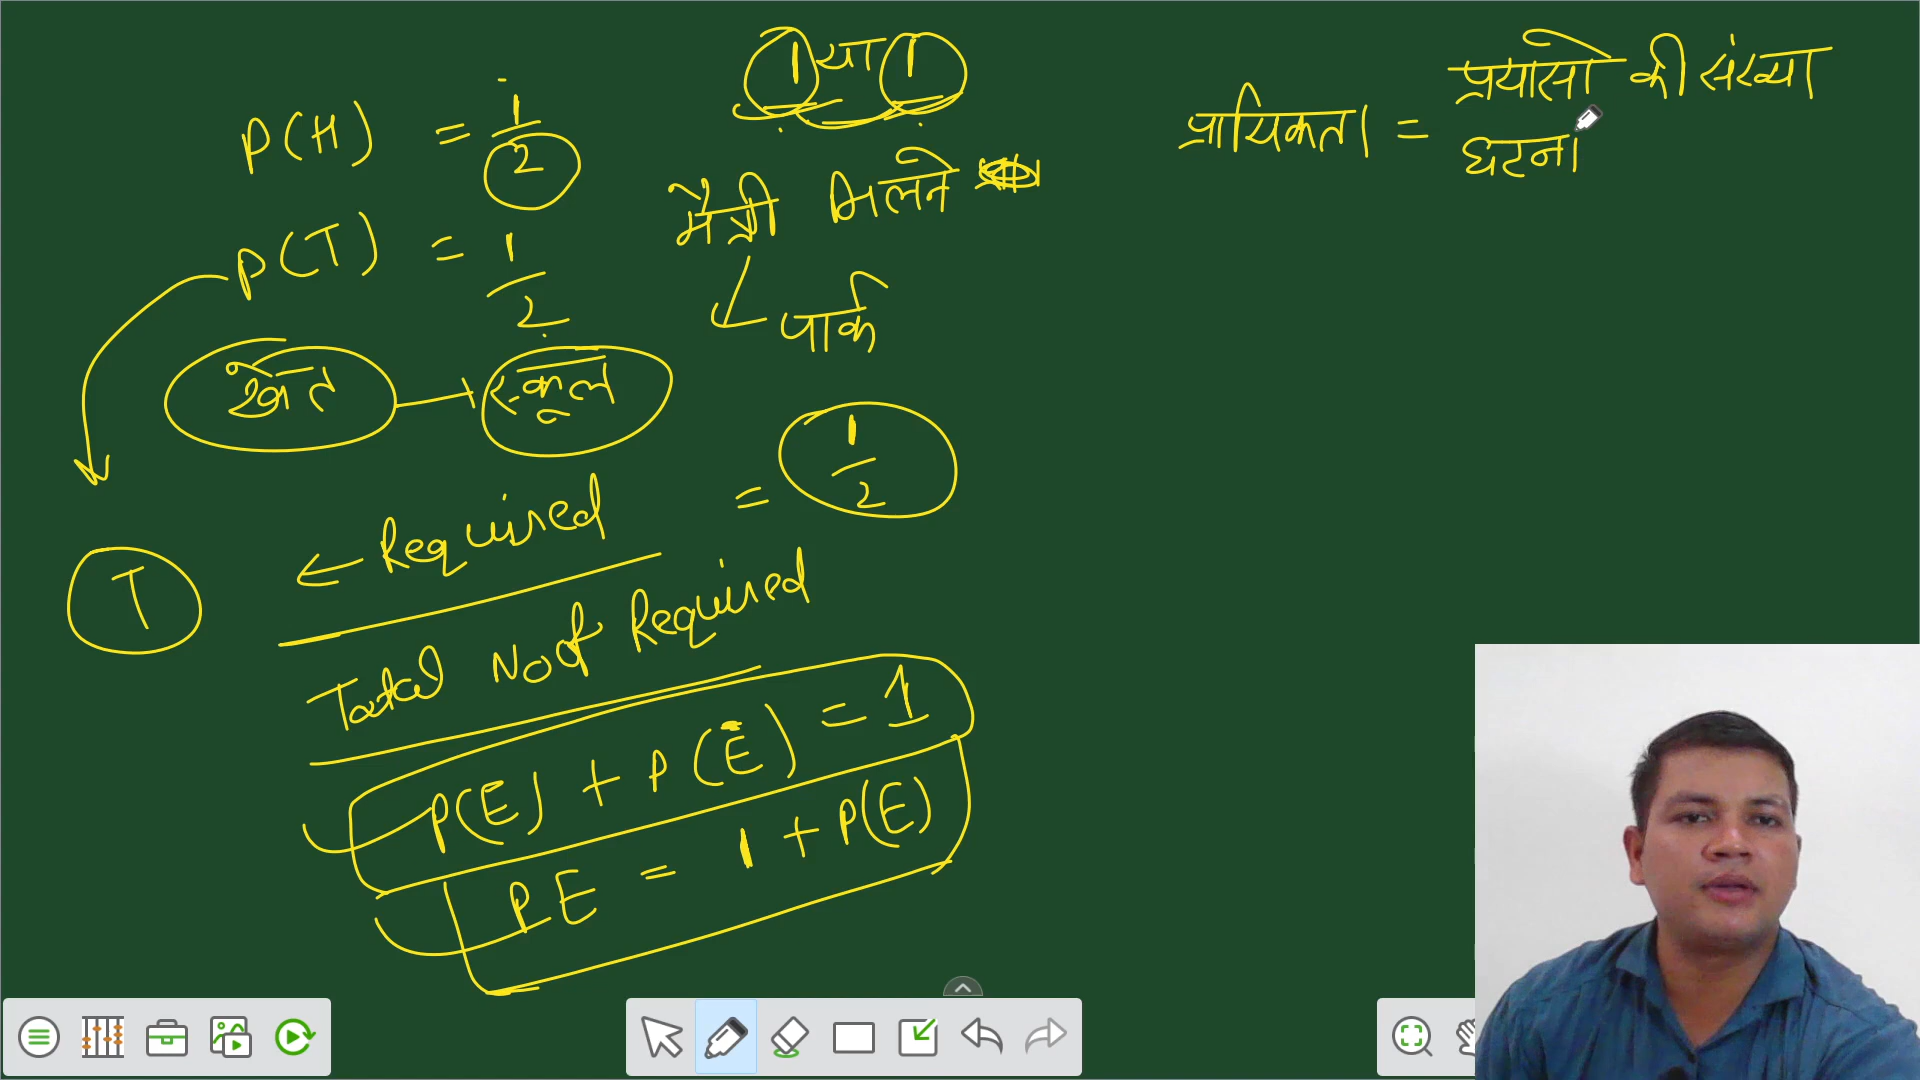 P(H) = 1/2
P(T) = 1/2
खेत → स्कूल
T
← Required
Total No of Required
= 1/2
P(E) + P(Ē) = 1
P.E = 1 + P(E)
1 या 1
मैत्री मिलने
पार्क
प्रायिकता = प्रयासो की संख्या
घटना